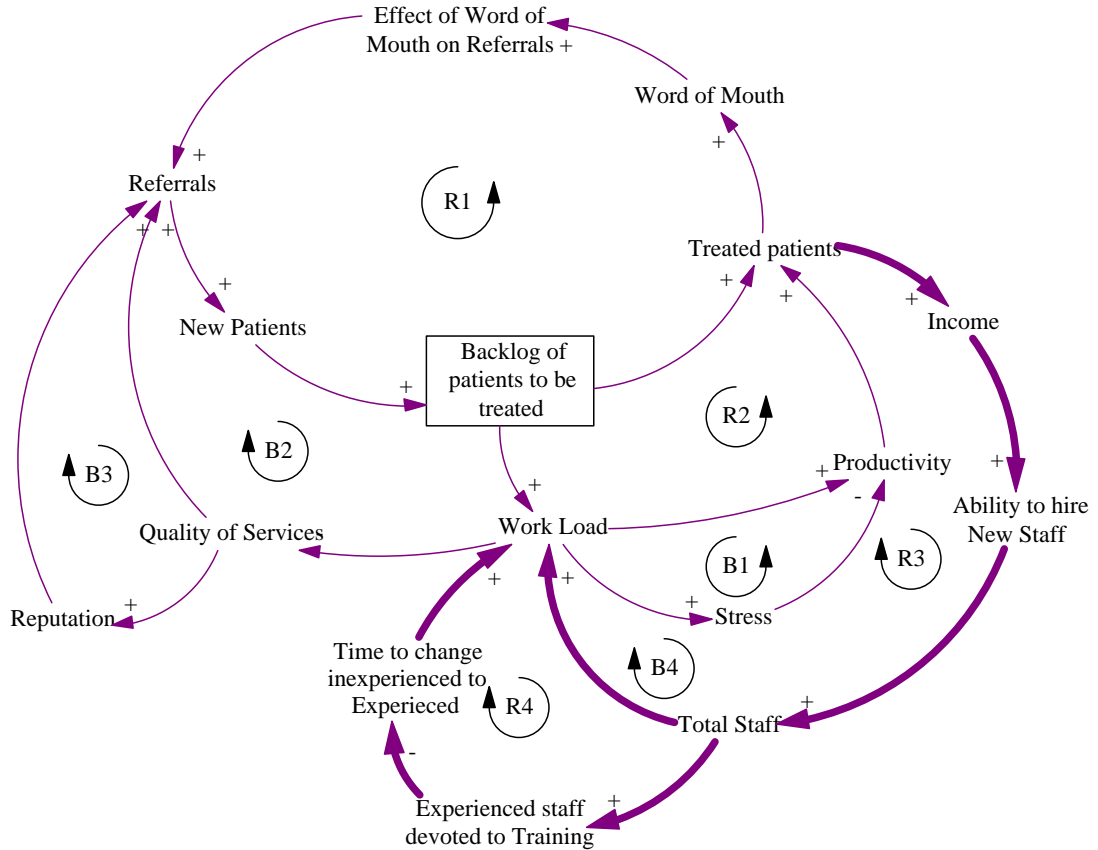 Effect of Word of
Mouth on Referrals +
Word of Mouth
+
+
Referrals
R1
+ +
Treated patients
+
+
+
+
Income
New Patients
Backlog of
patients to be
treated
+
R2
B2
B3
+
Productivity
+
-
+
Ability to hire
New Staff
Quality of Services
-
Work Load
R3
B1
+
+
+
+
Reputation
Stress
Time to change
inexperienced to
Experieced
B4
R4
+
Total Staff
-
+
Experienced staff
devoted to Training